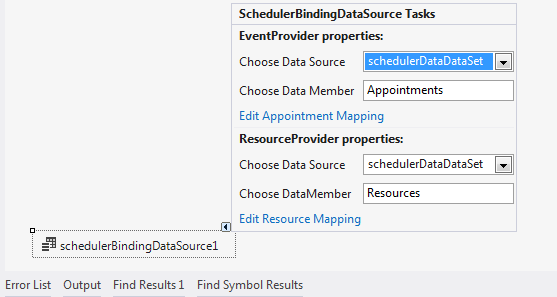 SchedulerBindingDataSource Tasks
EventProvider properties:
Choose Data Source schedulerDataDataSet
Choose Data Member Appointments
Edit Appointment Mapping
ResourceProvider properties:
Choose Data Source schedulerDataDataSet
Choose DataMember Resources
Edit Resource Mapping
schedulerBindingDataSource1
Error List Output Find Results 1 Find Symbol Results